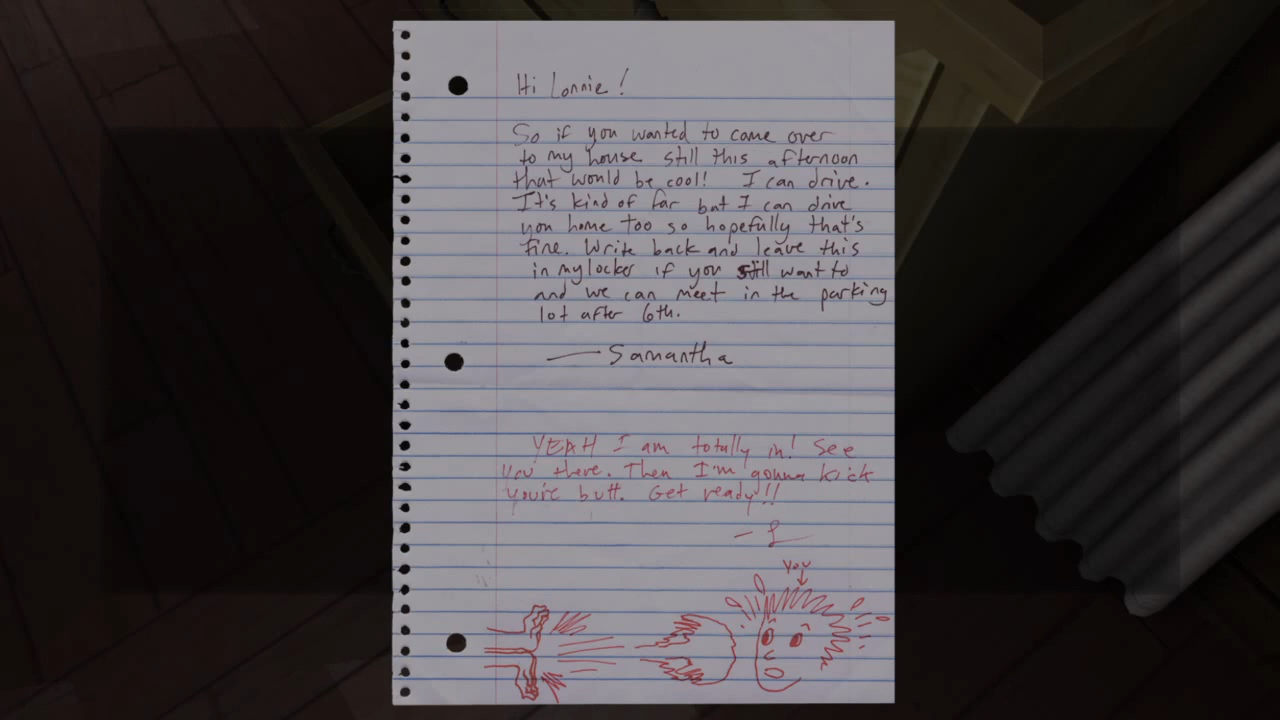 Hi Lonnie!
So if you wanted to come over
to my house still this afternoon
that would be cool! I can drive.
It's kind of far but I can drive
you home too so hopefully that's
fine. Write back and leave this
in my locker if you still want to
and we can meet in the parking
lot after 6th.
— Samantha
YEAH I am totally in! See
you there. Then I'm gonna kick
you're butt. Get ready!!
- L
you